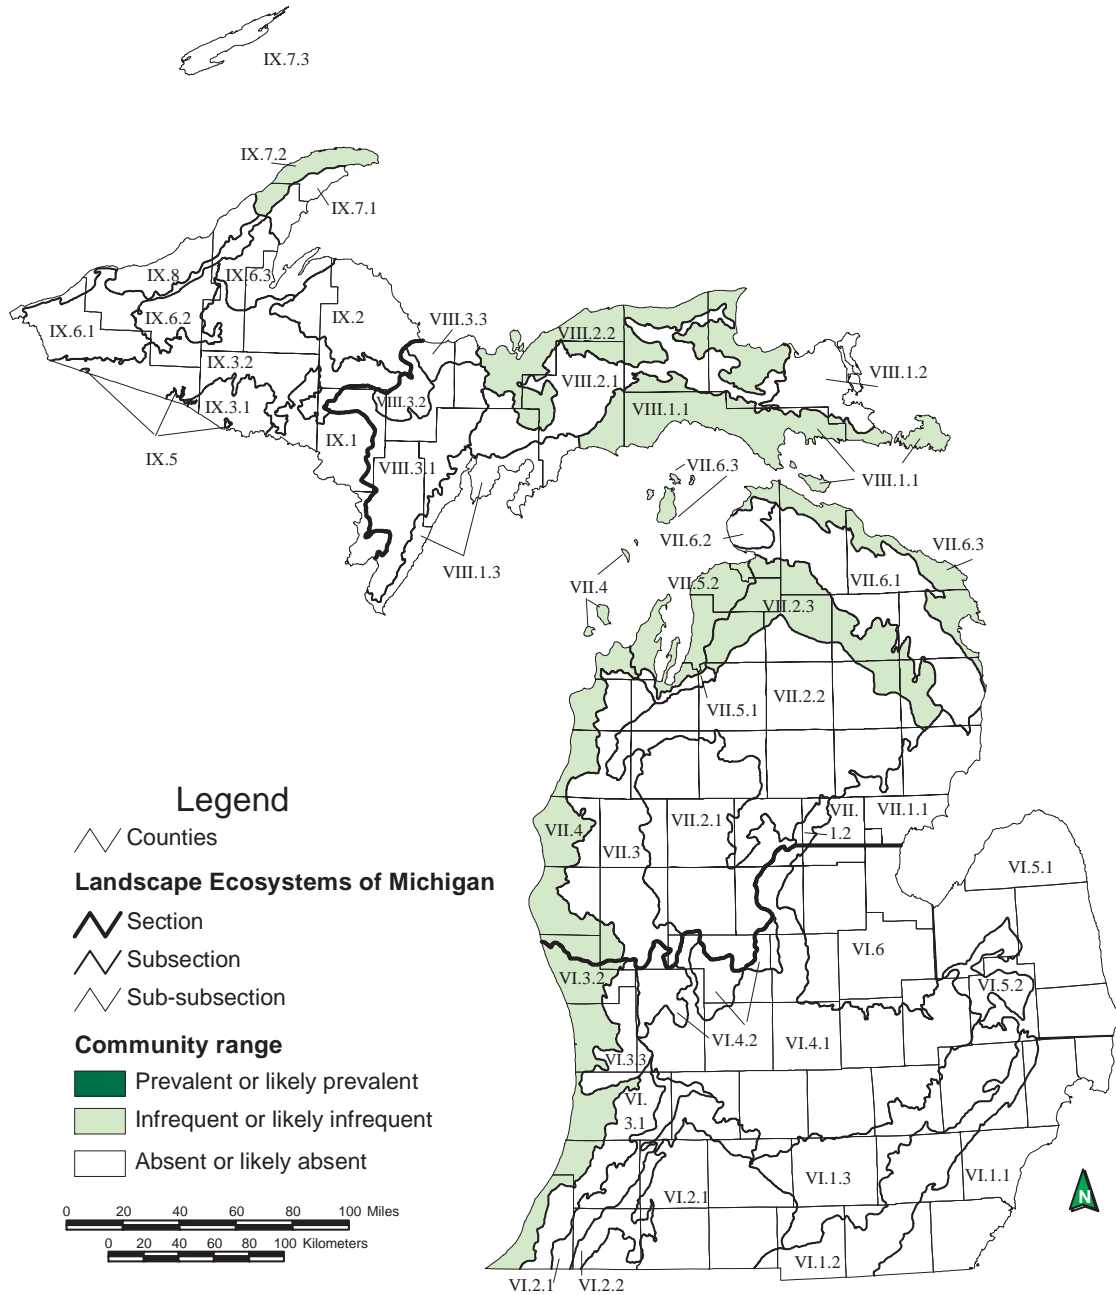 IX.7.3
IX.7.2
IX.7.1
IX.8
IX.6.3
IX.6.1
IX.6.2
IX.2
VIII.3.3
VIII.2.2
IX.3.2
VIII.2.1
VIII.1.2
IX.3.1
VIII.3.2
VIII.1.1
IX.1
IX.5
VIII.3.1
VII.6.3
VIII.1.1
VII.6.2
VII.6.3
VIII.1.3
VII.4
VII.5.2
VII.6.1
VII.2.3
VII.5.1
VII.2.2
VII.4
VII.3
VII.2.1
VII.
1.2
VII.1.1
VI.5.1
VI.6
VI.3.2
VI.5.2
VI.4.2
VI.4.1
VI.3.3
VI.
3.1
VI.2.1
VI.1.3
VI.1.1
VI.1.2
VI.2.1
VI.2.2
Legend
Counties
Landscape Ecosystems of Michigan
Section
Subsection
Sub-subsection
Community range
Prevalent or likely prevalent
Infrequent or likely infrequent
Absent or likely absent
0 20 40 60 80 100 Miles
0 20 40 60 80 100 Kilometers
N